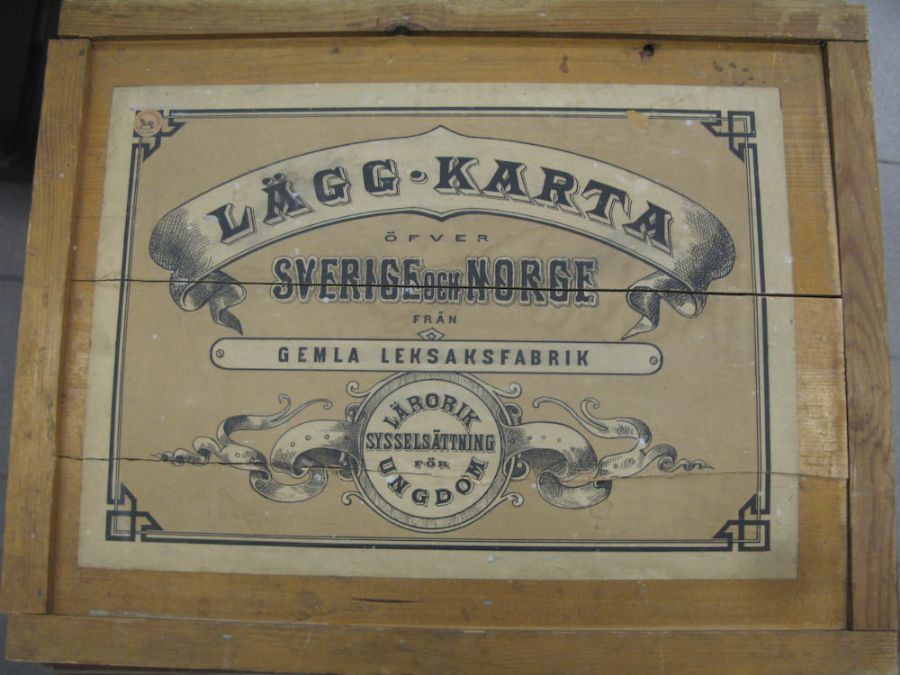 LÄGG·KARTA
ÖFVER
SVERIGE OCH NORGE
FRÅN
GEMLA LEKSAKSFABRIK
LÄRORIK
SYSSELSÄTTNING
FÖR
UNGDOM